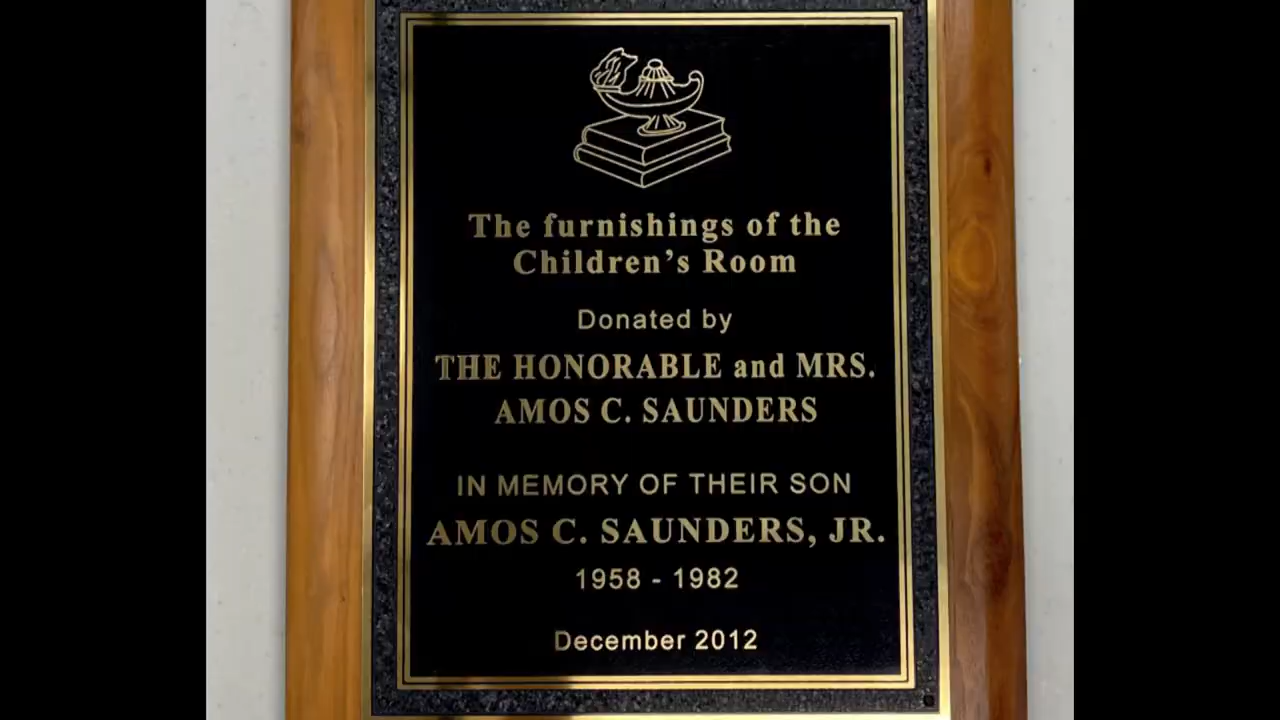 The furnishings of the
Children's Room
Donated by
THE HONORABLE and MRS.
AMOS C. SAUNDERS
IN MEMORY OF THEIR SON
AMOS C. SAUNDERS, JR.
1958 - 1982
December 2012